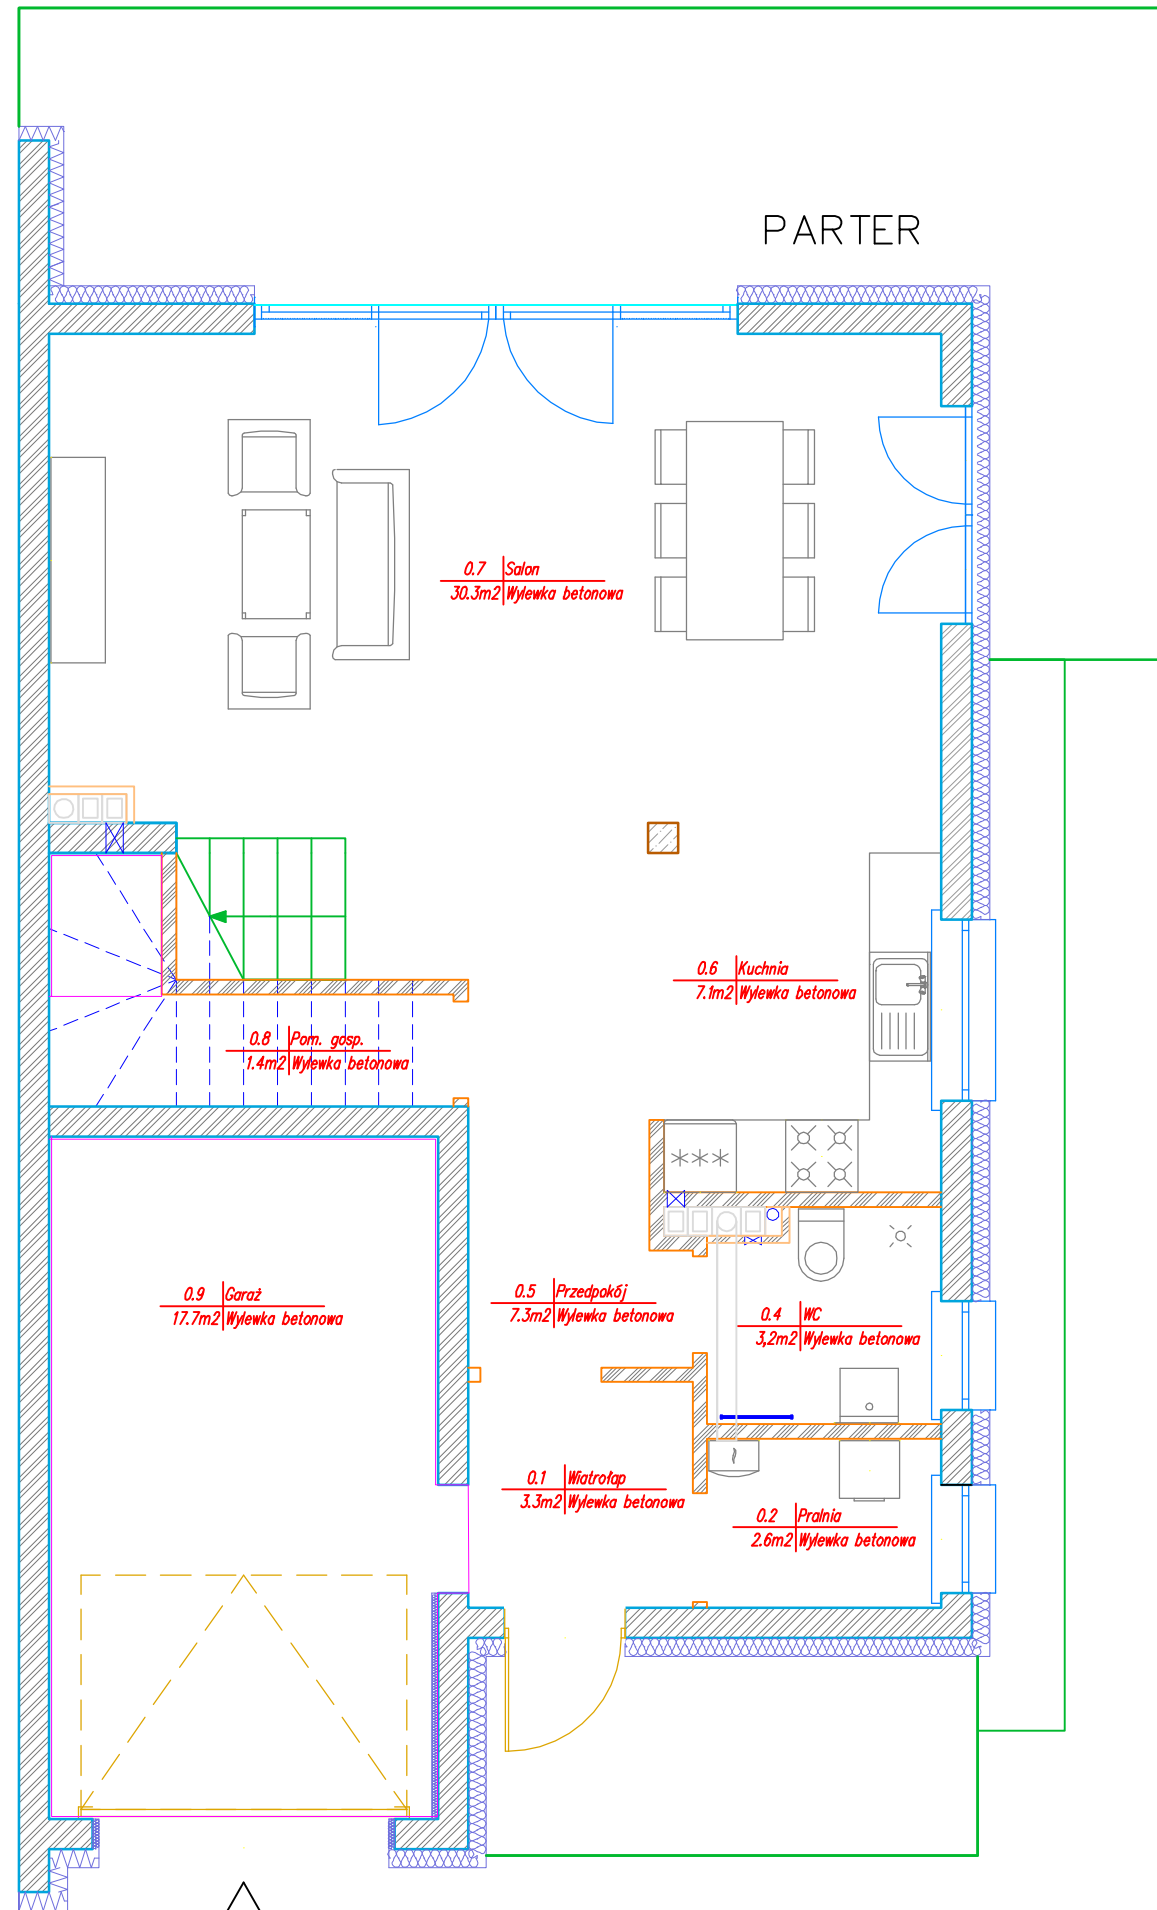 PARTER
0.7 Salon
30.3m2 Wylewka betonowa
0.6 Kuchnia
7.1m2 Wylewka betonowa
0.8 Pom. gosp.
1.4m2 Wylewka betonowa
0.9 Garaż
17.7m2 Wylewka betonowa
0.5 Przedpokój
7.3m2 Wylewka betonowa
0.4 WC
3,2m2 Wylewka betonowa
0.1 Wiatrołap
3.3m2 Wylewka betonowa
0.2 Pralnia
2.6m2 Wylewka betonowa